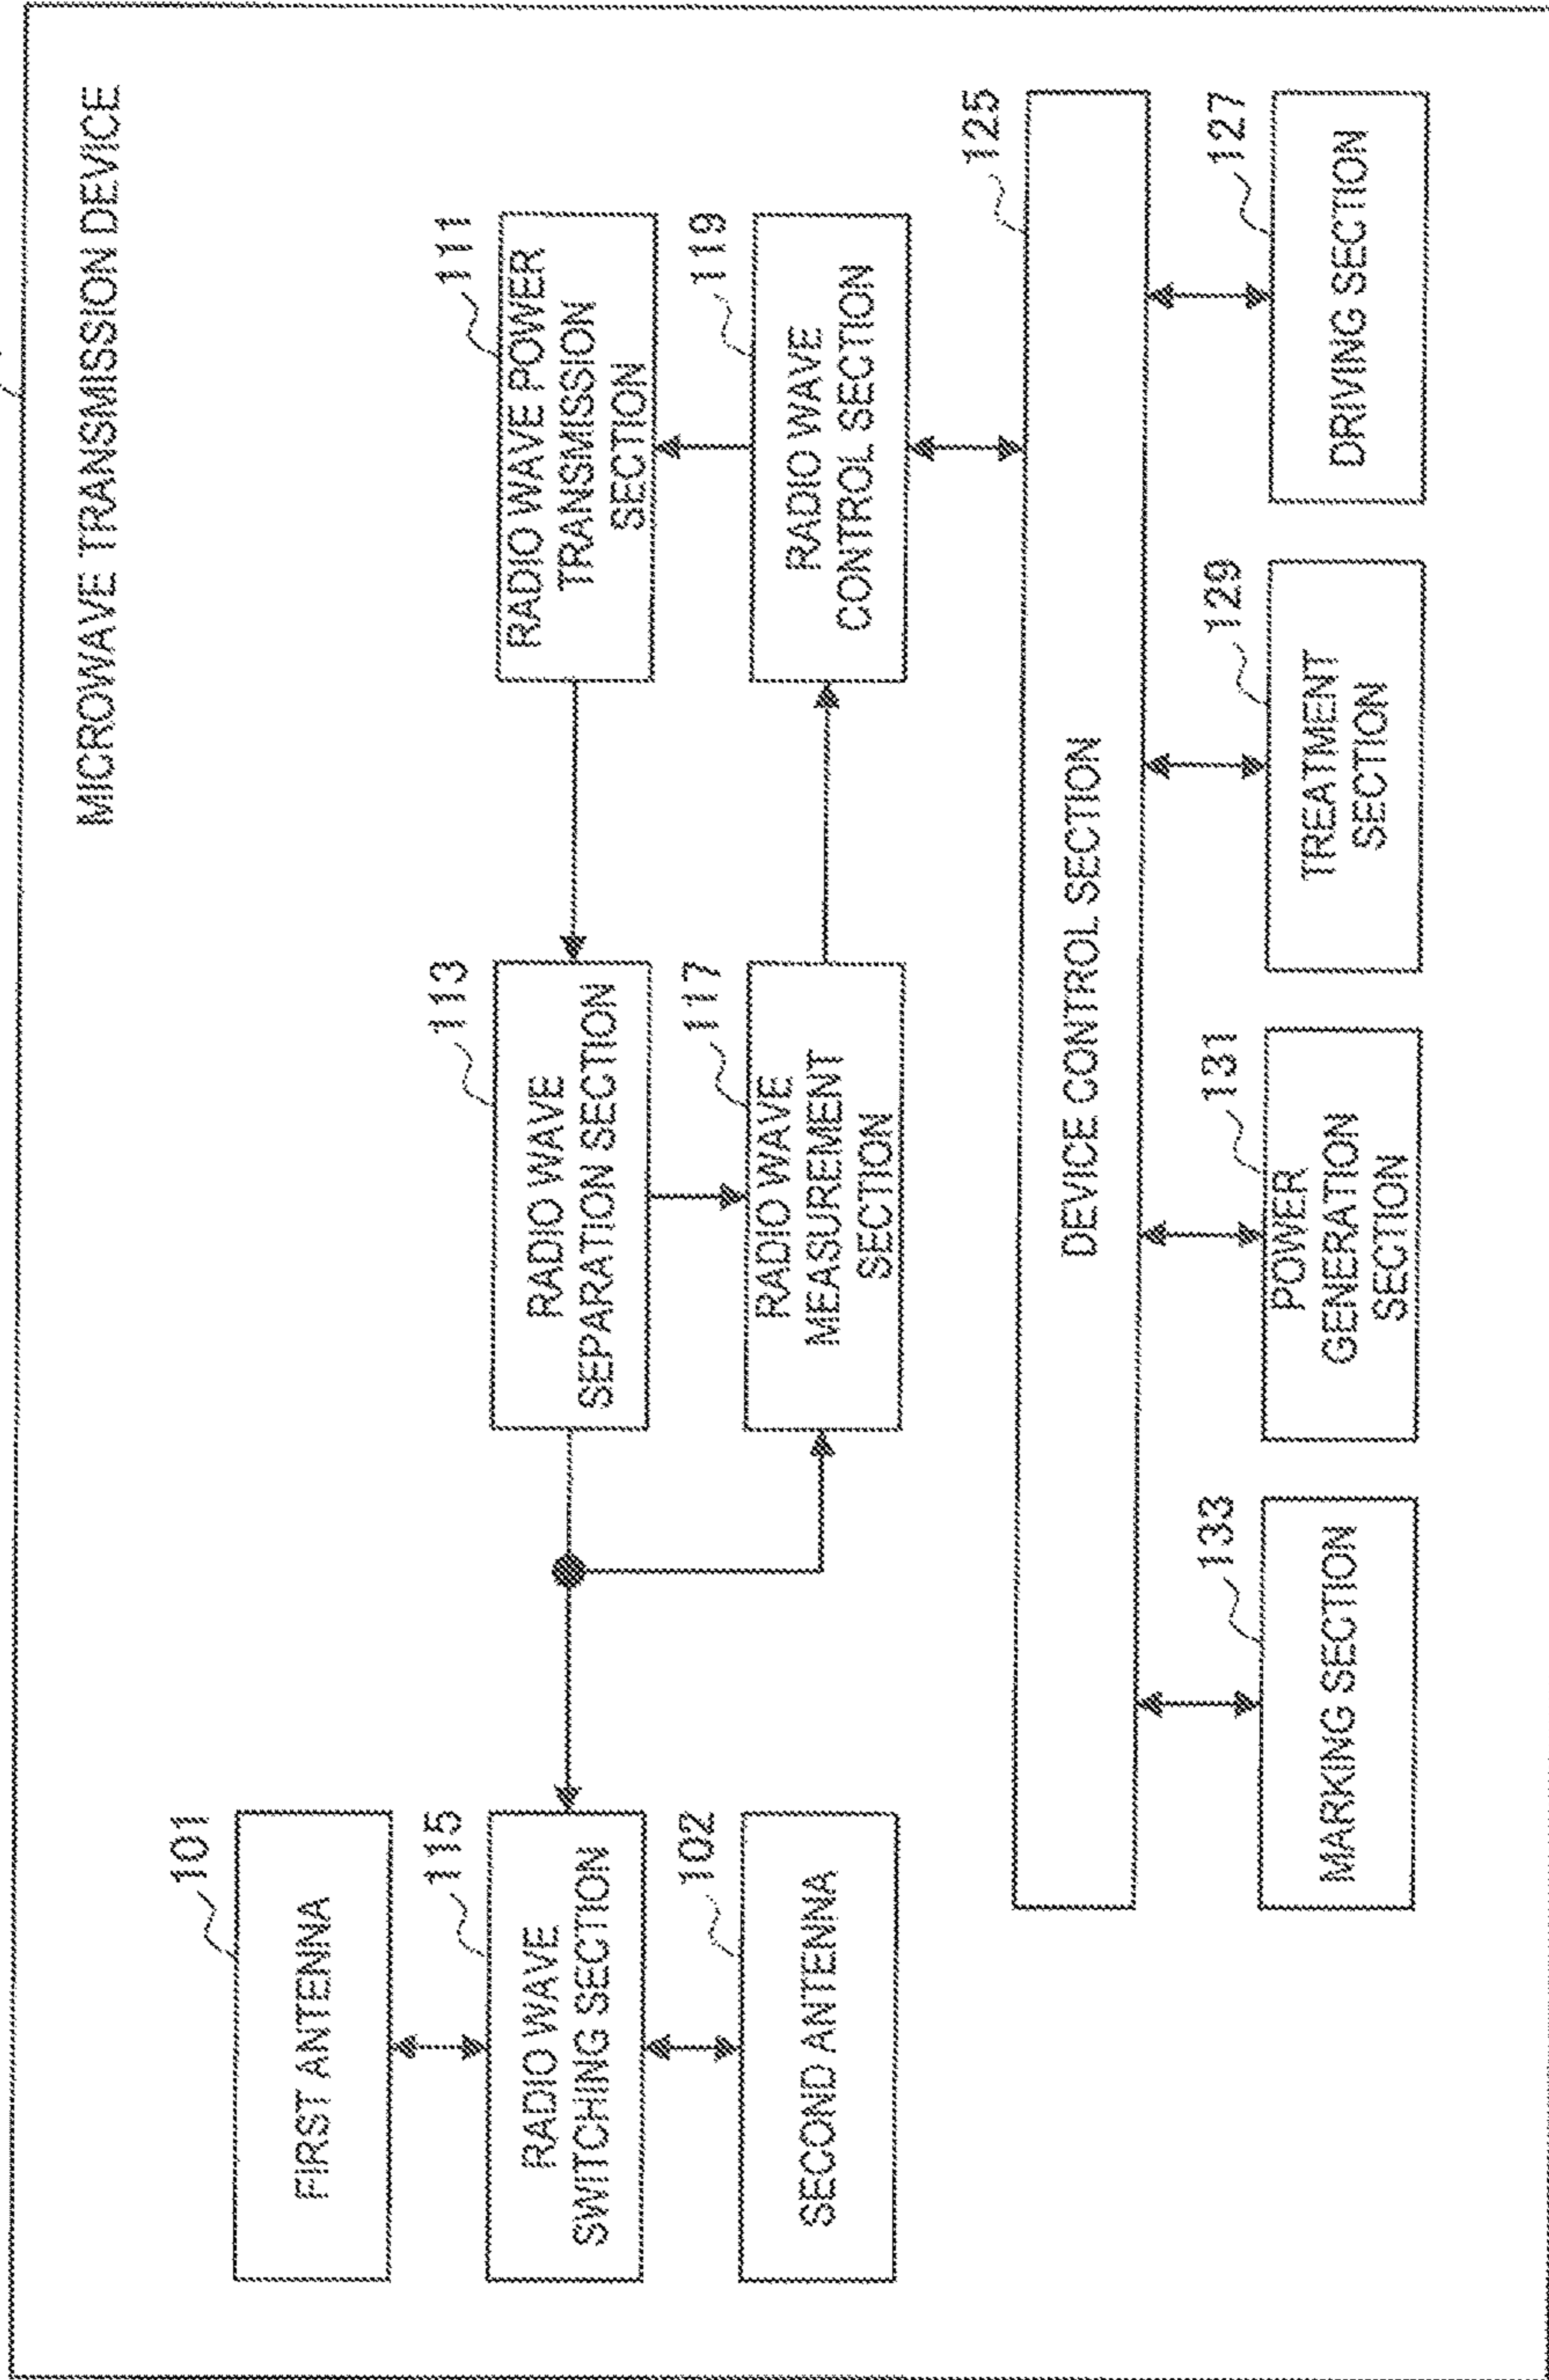 MICROWAVE TRANSMISSION DEVICE
101
FIRST ANTENNA
115
RADIO WAVE
SWITCHING SECTION
102
SECOND ANTENNA
113
RADIO WAVE
SEPARATION SECTION
117
RADIO WAVE
MEASUREMENT
SECTION
111
RADIO WAVE POWER
TRANSMISSION
SECTION
119
RADIO WAVE
CONTROL SECTION
125
DEVICE CONTROL SECTION
133
MARKING SECTION
131
POWER
GENERATION
SECTION
129
TREATMENT
SECTION
127
DRIVING SECTION